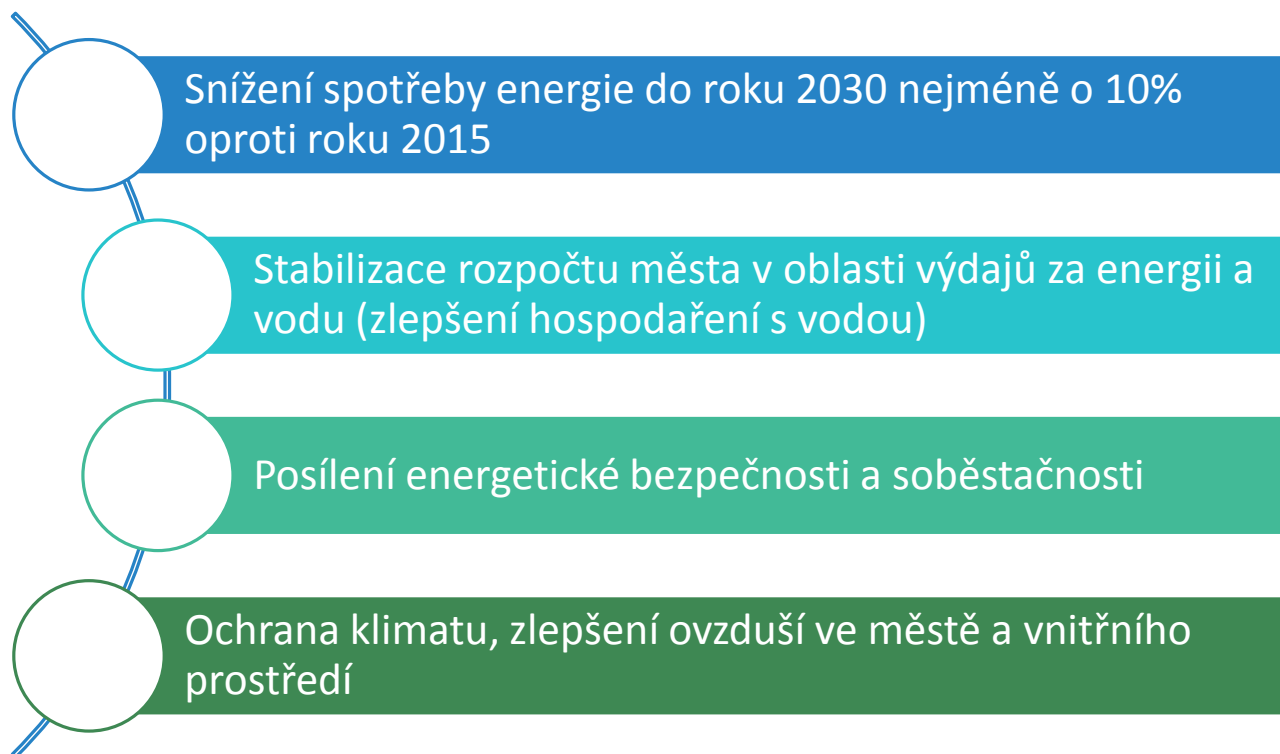 Snížení spotřeby energie do roku 2030 nejméně o 10%
oproti roku 2015
Stabilizace rozpočtu města v oblasti výdajů za energii a
vodu (zlepšení hospodaření s vodou)
Posílení energetické bezpečnosti a soběstačnosti
Ochrana klimatu, zlepšení ovzduší ve městě a vnitřního
prostředí